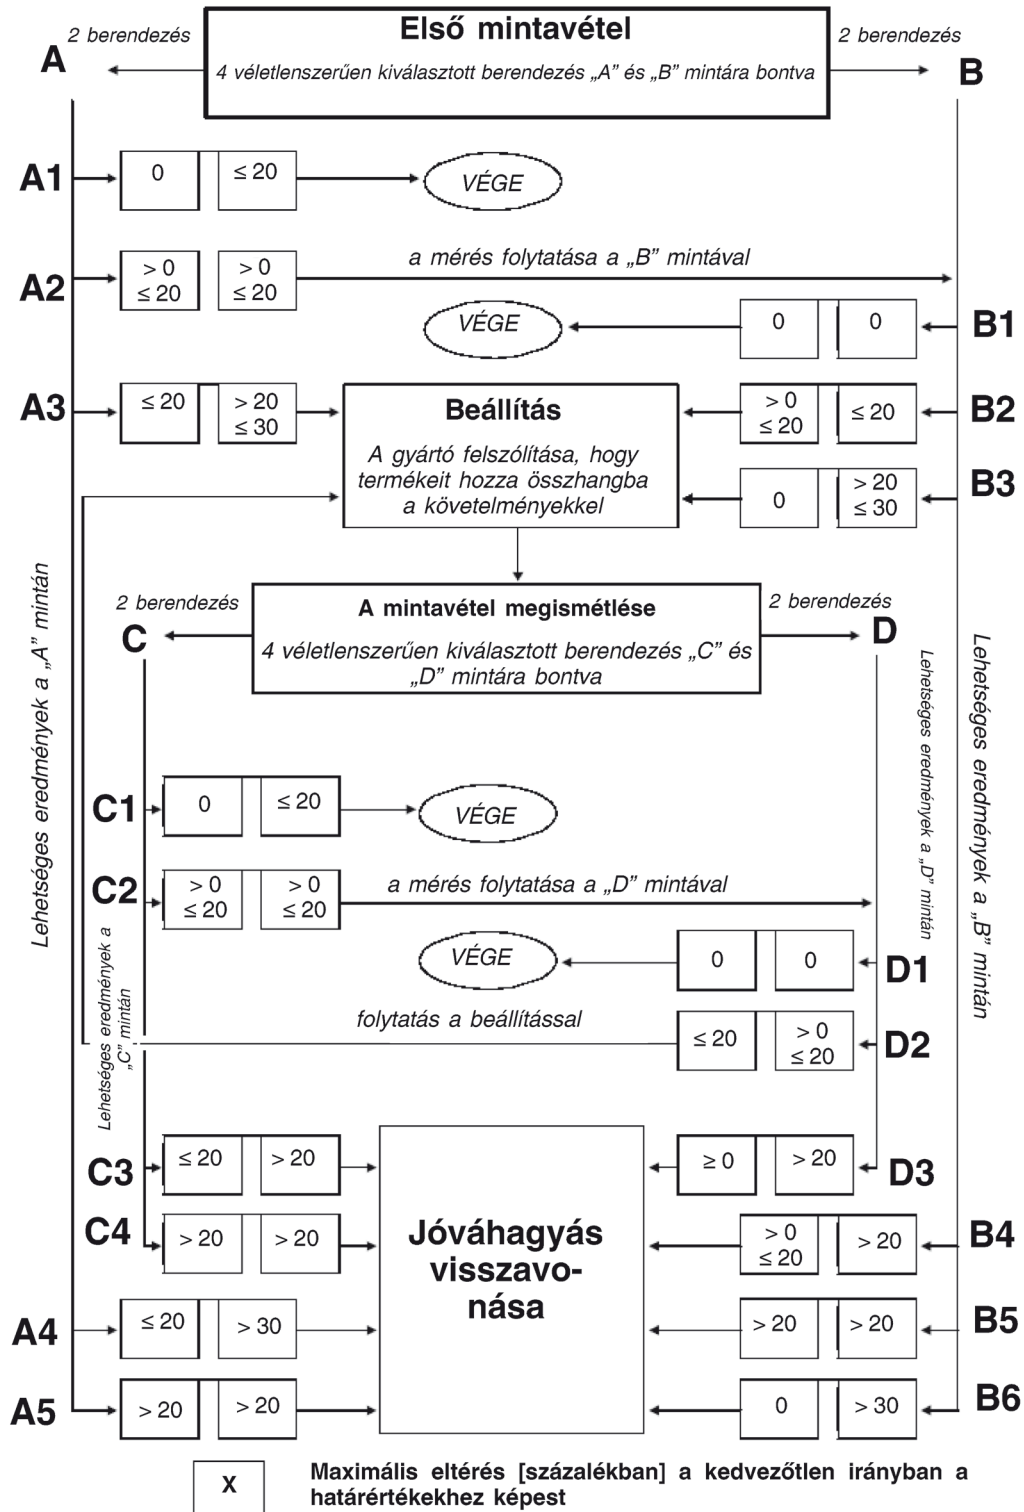 Első mintavétel
4 véletlenszerűen kiválasztott berendezés „A” és „B” mintára bontva
2 berendezés
2 berendezés
A
B
A1
0
≤ 20
VÉGE
A2
> 0
≤ 20
> 0
≤ 20
a mérés folytatása a „B” mintával
VÉGE
0
0
B1
A3
≤ 20
> 20
≤ 30
Beállítás
A gyártó felszólítása, hogy
termékeit hozza összhangba
a követelményekkel
> 0
≤ 20
≤ 20
B2
0
> 20
≤ 30
B3
Lehetséges eredmények a „A” mintán
2 berendezés
2 berendezés
C
D
A mintavétel megismétlése
4 véletlenszerűen kiválasztott berendezés „C” és
„D” mintára bontva
Lehetséges eredmények a „D” mintán
Lehetséges eredmények a „B” mintán
C1
0
≤ 20
VÉGE
C2
> 0
≤ 20
> 0
≤ 20
a mérés folytatása a „D” mintával
Lehetséges eredmények a
„C” mintán
VÉGE
0
0
D1
folytatás a beállítással
≤ 20
> 0
≤ 20
D2
C3
≤ 20
> 20
≥ 0
> 20
D3
C4
> 20
> 20
Jóváhagyás
visszavo-
nása
> 0
≤ 20
> 20
B4
A4
≤ 20
> 30
> 20
> 20
B5
A5
> 20
> 20
0
> 30
B6
X
Maximális eltérés [százalékban] a kedvezőtlen irányban a
határértékekhez képest